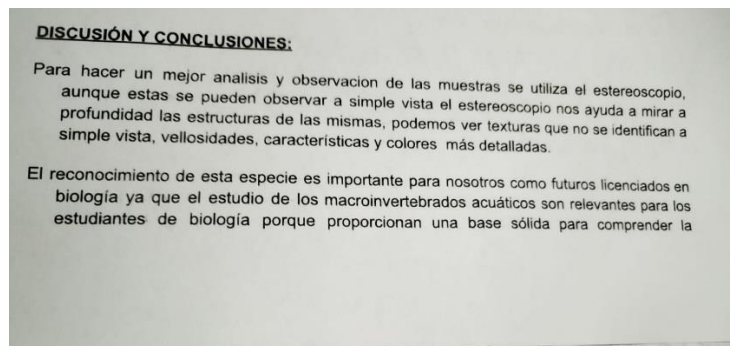 DISCUSIÓN Y CONCLUSIONES:
Para hacer un mejor analisis y observacion de las muestras se utiliza el estereoscopio,
aunque estas se pueden observar a simple vista el estereoscopio nos ayuda a mirar a
profundidad las estructuras de las mismas, podemos ver texturas que no se identifican a
simple vista, vellosidades, características y colores más detalladas.
El reconocimiento de esta especie es importante para nosotros como futuros licenciados en
biología ya que el estudio de los macroinvertebrados acuáticos son relevantes para los
estudiantes de biología porque proporcionan una base sólida para comprender la